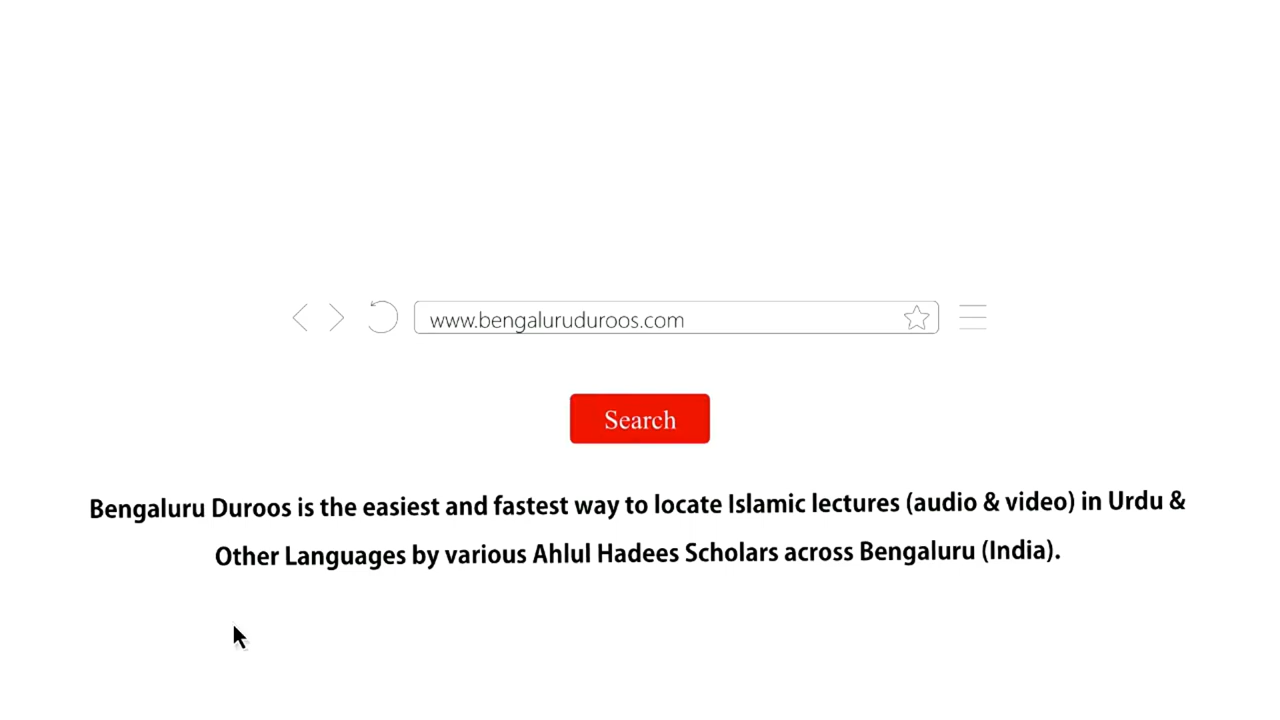 www.bengaluruduroos.com
Search
Bengaluru Duroos is the easiest and fastest way to locate Islamic lectures (audio & video) in Urdu &
Other Languages by various Ahlul Hadees Scholars across Bengaluru (India).